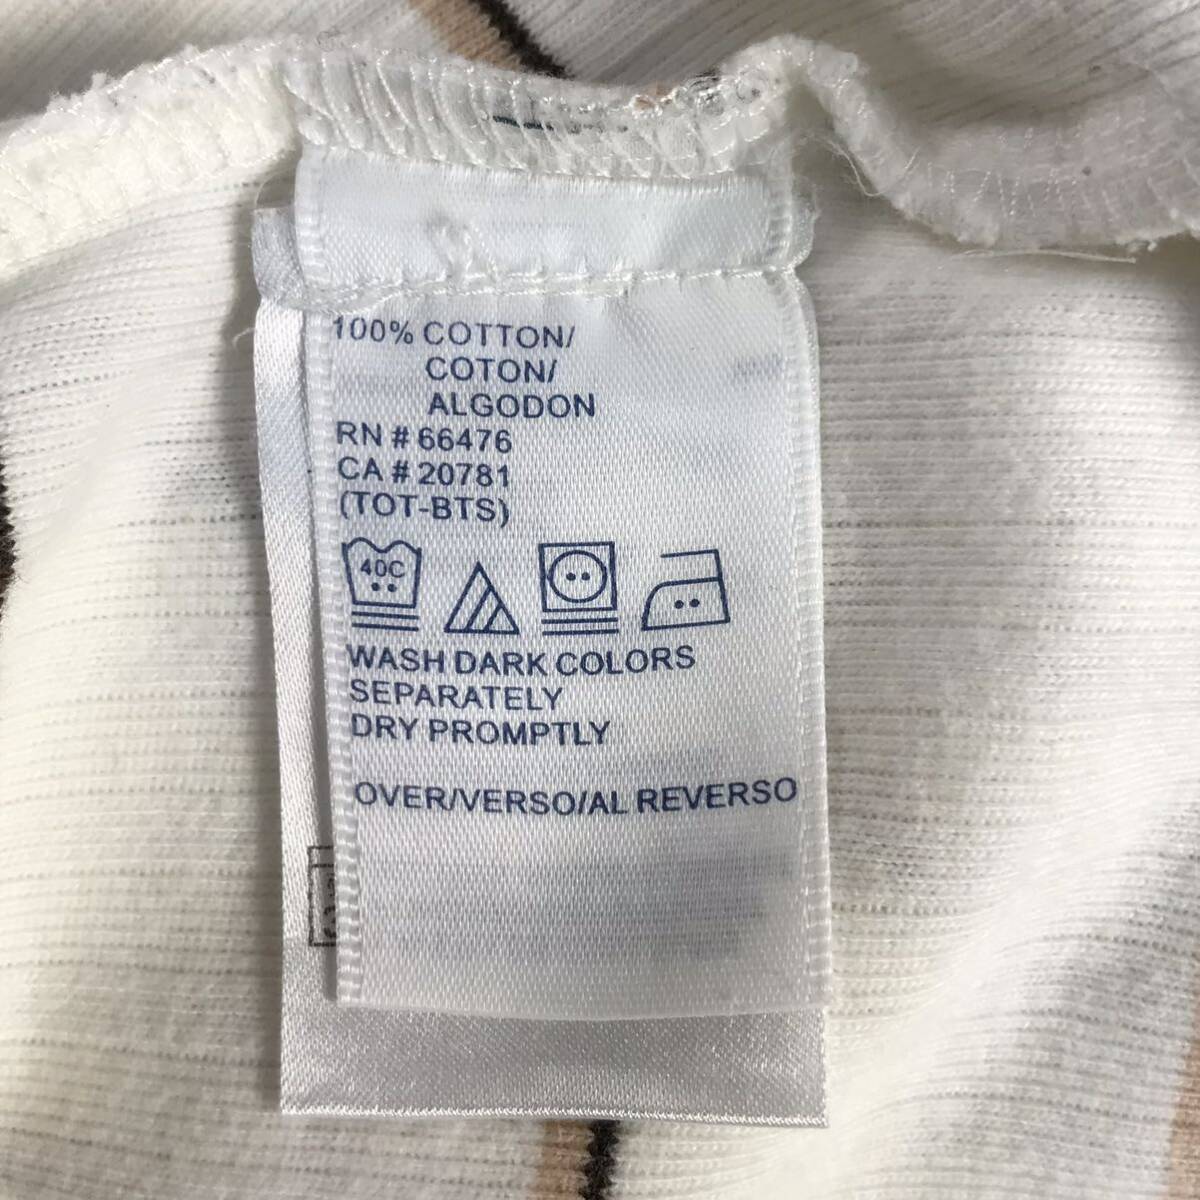 100% COTTON/
COTON/
ALGODON
RN # 66476
CA # 20781
(TOT-BTS)
40C
WASH DARK COLORS
SEPARATELY
DRY PROMPTLY
OVER/VERSO/AL REVERSO